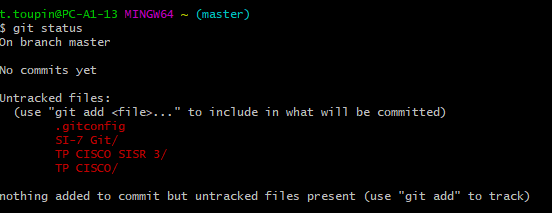 t.toupin@PC-A1-13 MINGW64 ~ (master)
$ git status
On branch master
No commits yet
Untracked files:
(use "git add <file>..." to include in what will be committed)
.gitconfig
SI-7 Git/
TP CISCO SISR 3/
TP CISCO/
nothing added to commit but untracked files present (use "git add" to track)